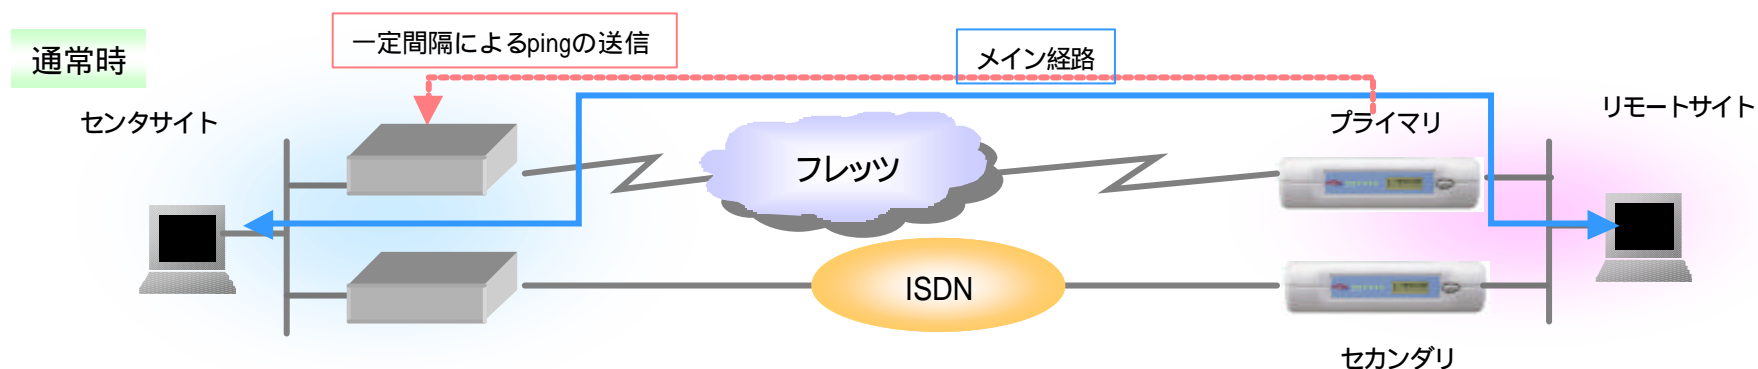 一定間隔によるpingの送信
通常時
メイン経路
センタサイト
プライマリ
リモートサイト
フレッツ
ISDN
セカンダリ